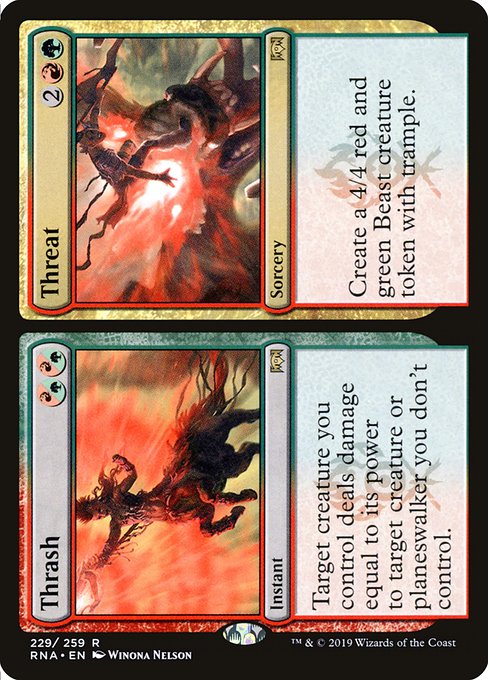 Thrash
Instant
Target creature you
control deals damage
equal to its power
to target creature or
planeswalker you don't
control.
Threat
2
Sorcery
Create a 4/4 red and
green Beast creature
token with trample.
229/259 R
RNA • EN Winona Nelson
™ & © 2019 Wizards of the Coast